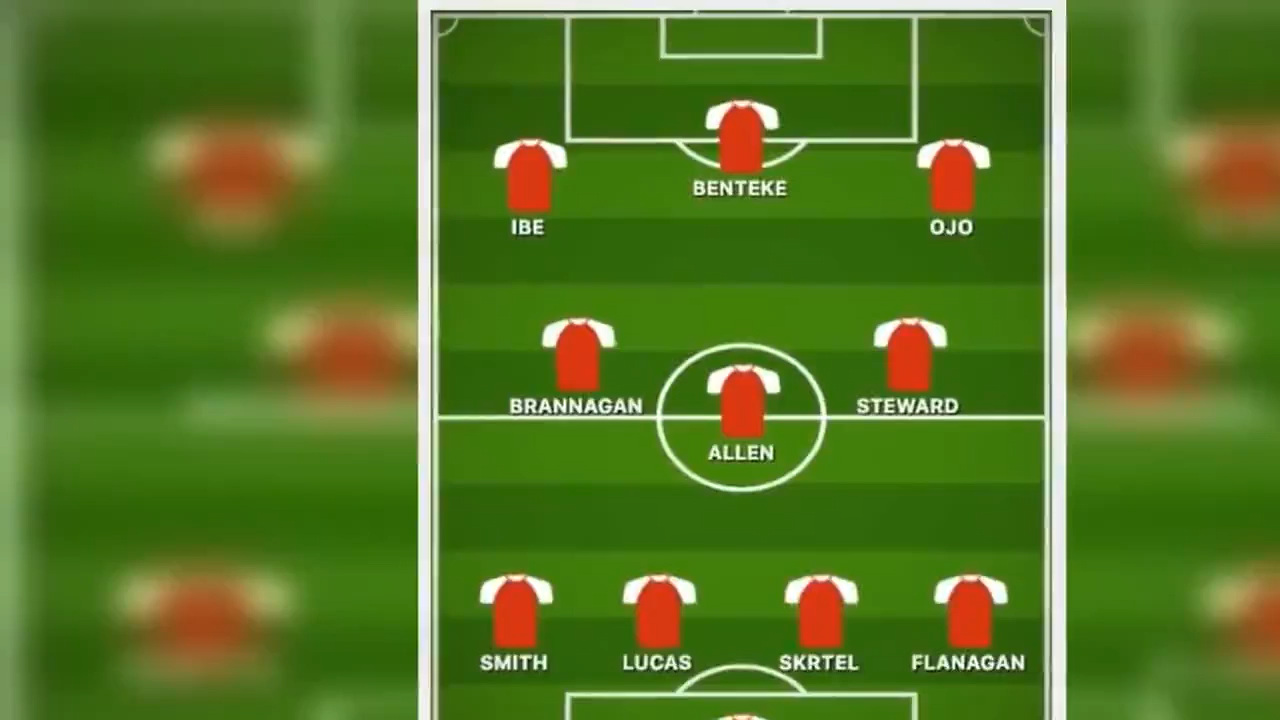 BENTEKE
IBE
OJO
BRANNAGAN
STEWARD
ALLEN
SMITH
LUCAS
SKRTEL
FLANAGAN